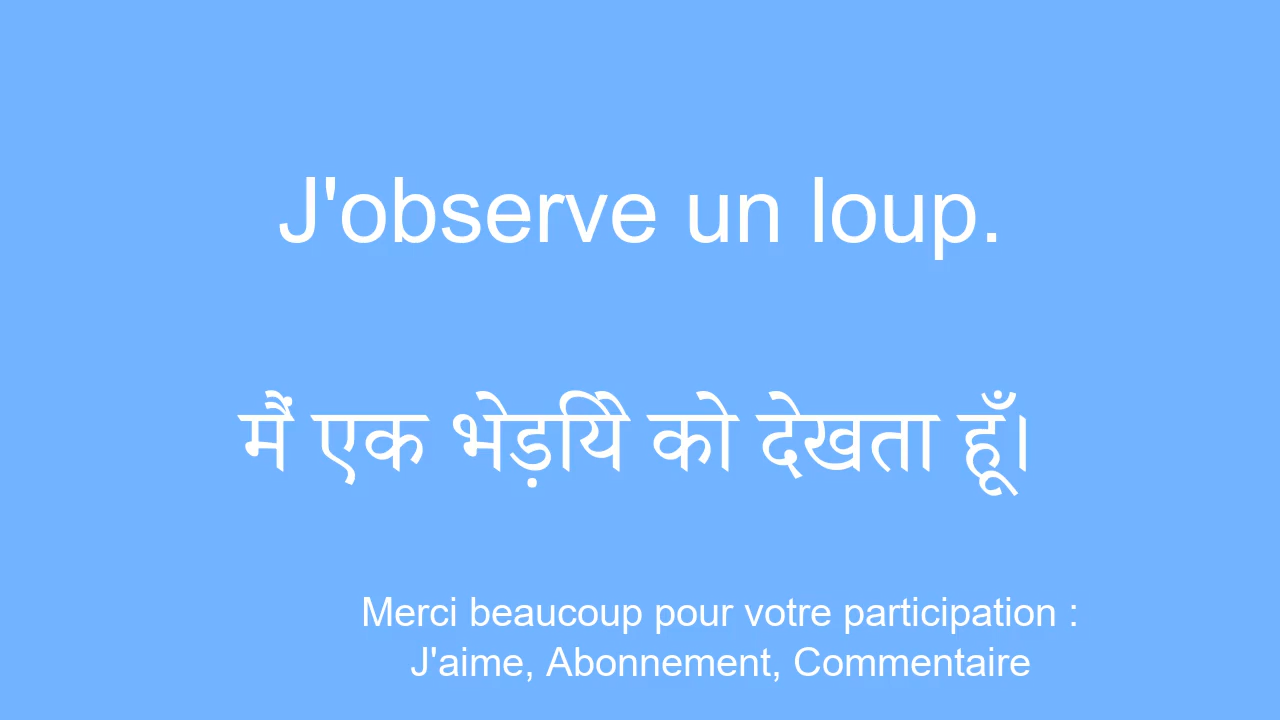 J'observe un loup.
मैं एक भेड़िये को देखता हूँ।
Merci beaucoup pour votre participation :
J'aime, Abonnement, Commentaire